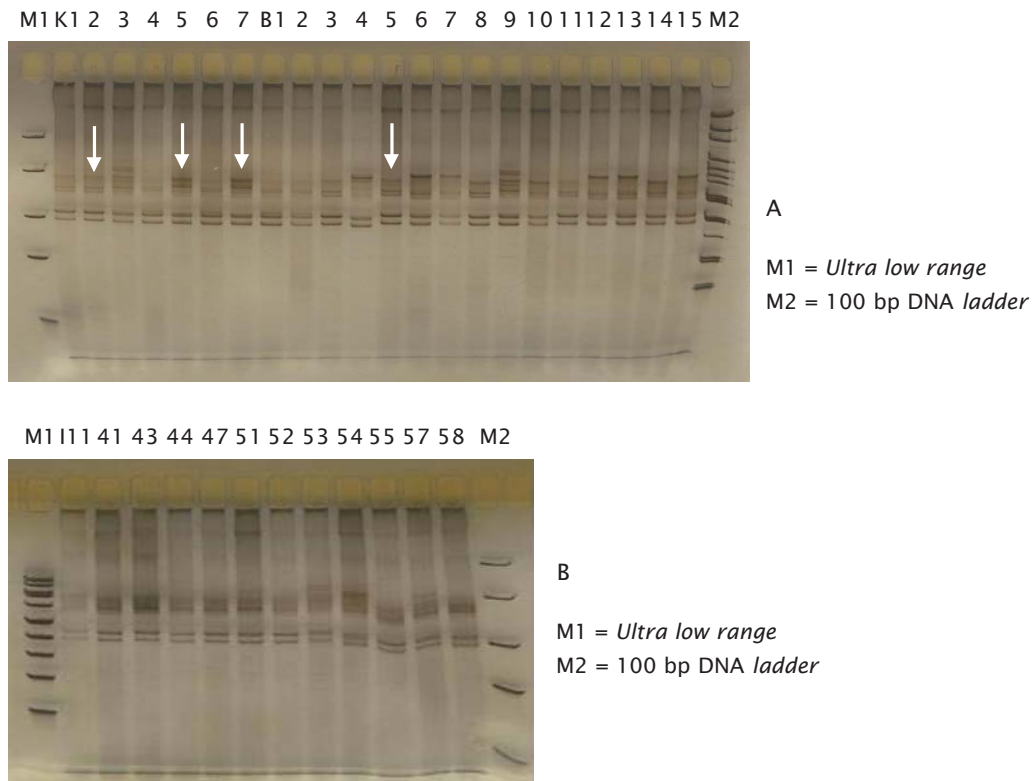 M1 K1 2 3 4 5 6 7 B1 2 3 4 5 6 7 8 9 10 11 12 13 14 15 M2
A
M1 = Ultra low range
M2 = 100 bp DNA ladder
M1 I11 41 43 44 47 51 52 53 54 55 57 58 M2
B
M1 = Ultra low range
M2 = 100 bp DNA ladder